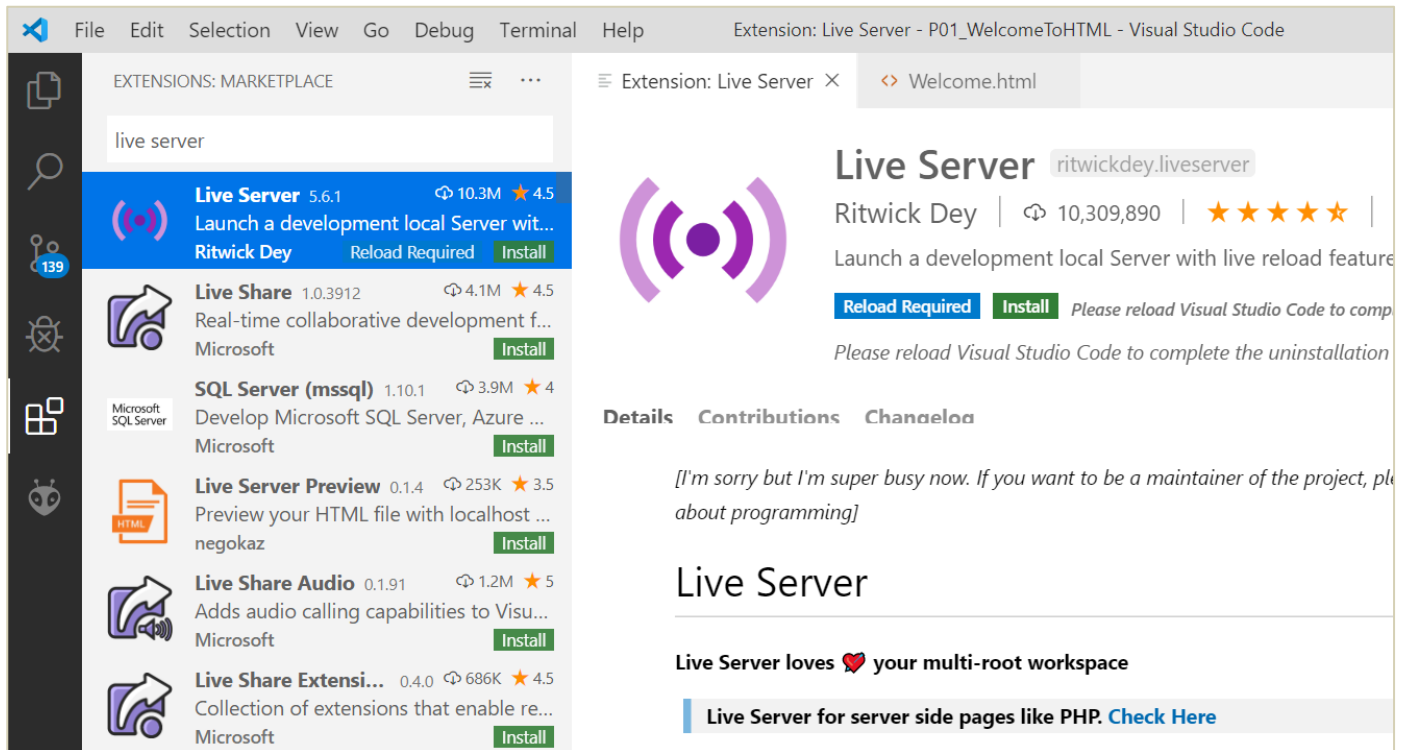 File Edit Selection View Go Debug Terminal Help Extension: Live Server - P01_WelcomeToHTML - Visual Studio Code
EXTENSIONS: MARKETPLACE
live server
Live Server 5.6.1 10.3M 4.5
Launch a development local Server wit...
Ritwick Dey Reload Required Install
Live Share 1.0.3912 4.1M 4.5
Real-time collaborative development f...
Microsoft Install
SQL Server (mssql) 1.10.1 3.9M 4
Develop Microsoft SQL Server, Azure ...
Microsoft Install
Microsoft
SQL Server
Live Server Preview 0.1.4 253K 3.5
Preview your HTML file with localhost ...
negokaz Install
HTML
Live Share Audio 0.1.91 1.2M 5
Adds audio calling capabilities to Visu...
Microsoft Install
Live Share Extensi... 0.4.0 686K 4.5
Collection of extensions that enable re...
Microsoft Install
139
Extension: Live Server Welcome.html
Live Server ritwickdey.liveserver
Ritwick Dey 10,309,890
Launch a development local Server with live reload feature
Reload Required Install Please reload Visual Studio Code to comp
Please reload Visual Studio Code to complete the uninstallation
Details Contributions Changelog
[I'm sorry but I'm super busy now. If you want to be a maintainer of the project, ple
about programming]
Live Server
Live Server loves 💘 your multi-root workspace
Live Server for server side pages like PHP. Check Here